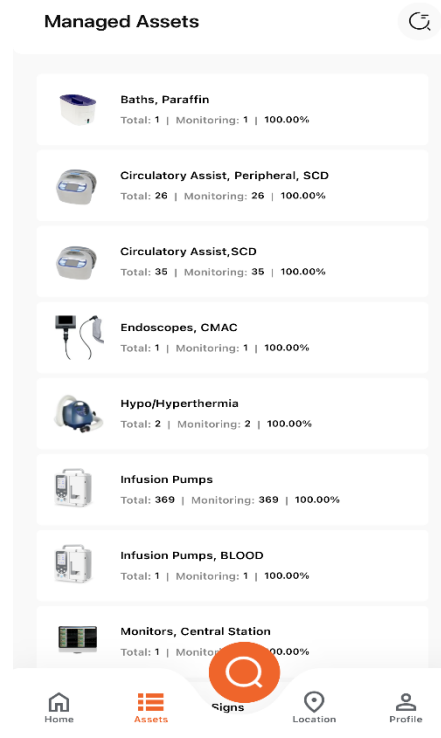 Managed Assets
Baths, Paraffin
Total: 1 | Monitoring: 1 | 100.00%
Circulatory Assist, Peripheral, SCD
Total: 26 | Monitoring: 26 | 100.00%
Circulatory Assist,SCD
Total: 35 | Monitoring: 35 | 100.00%
Endoscopes, CMAC
Total: 1 | Monitoring: 1 | 100.00%
Hypo/Hyperthermia
Total: 2 | Monitoring: 2 | 100.00%
Infusion Pumps
Total: 369 | Monitoring: 369 | 100.00%
Infusion Pumps, BLOOD
Total: 1 | Monitoring: 1 | 100.00%
Monitors, Central Station
Total: 1 | 00.00%
Home
Assets
Signs
Location
Profile